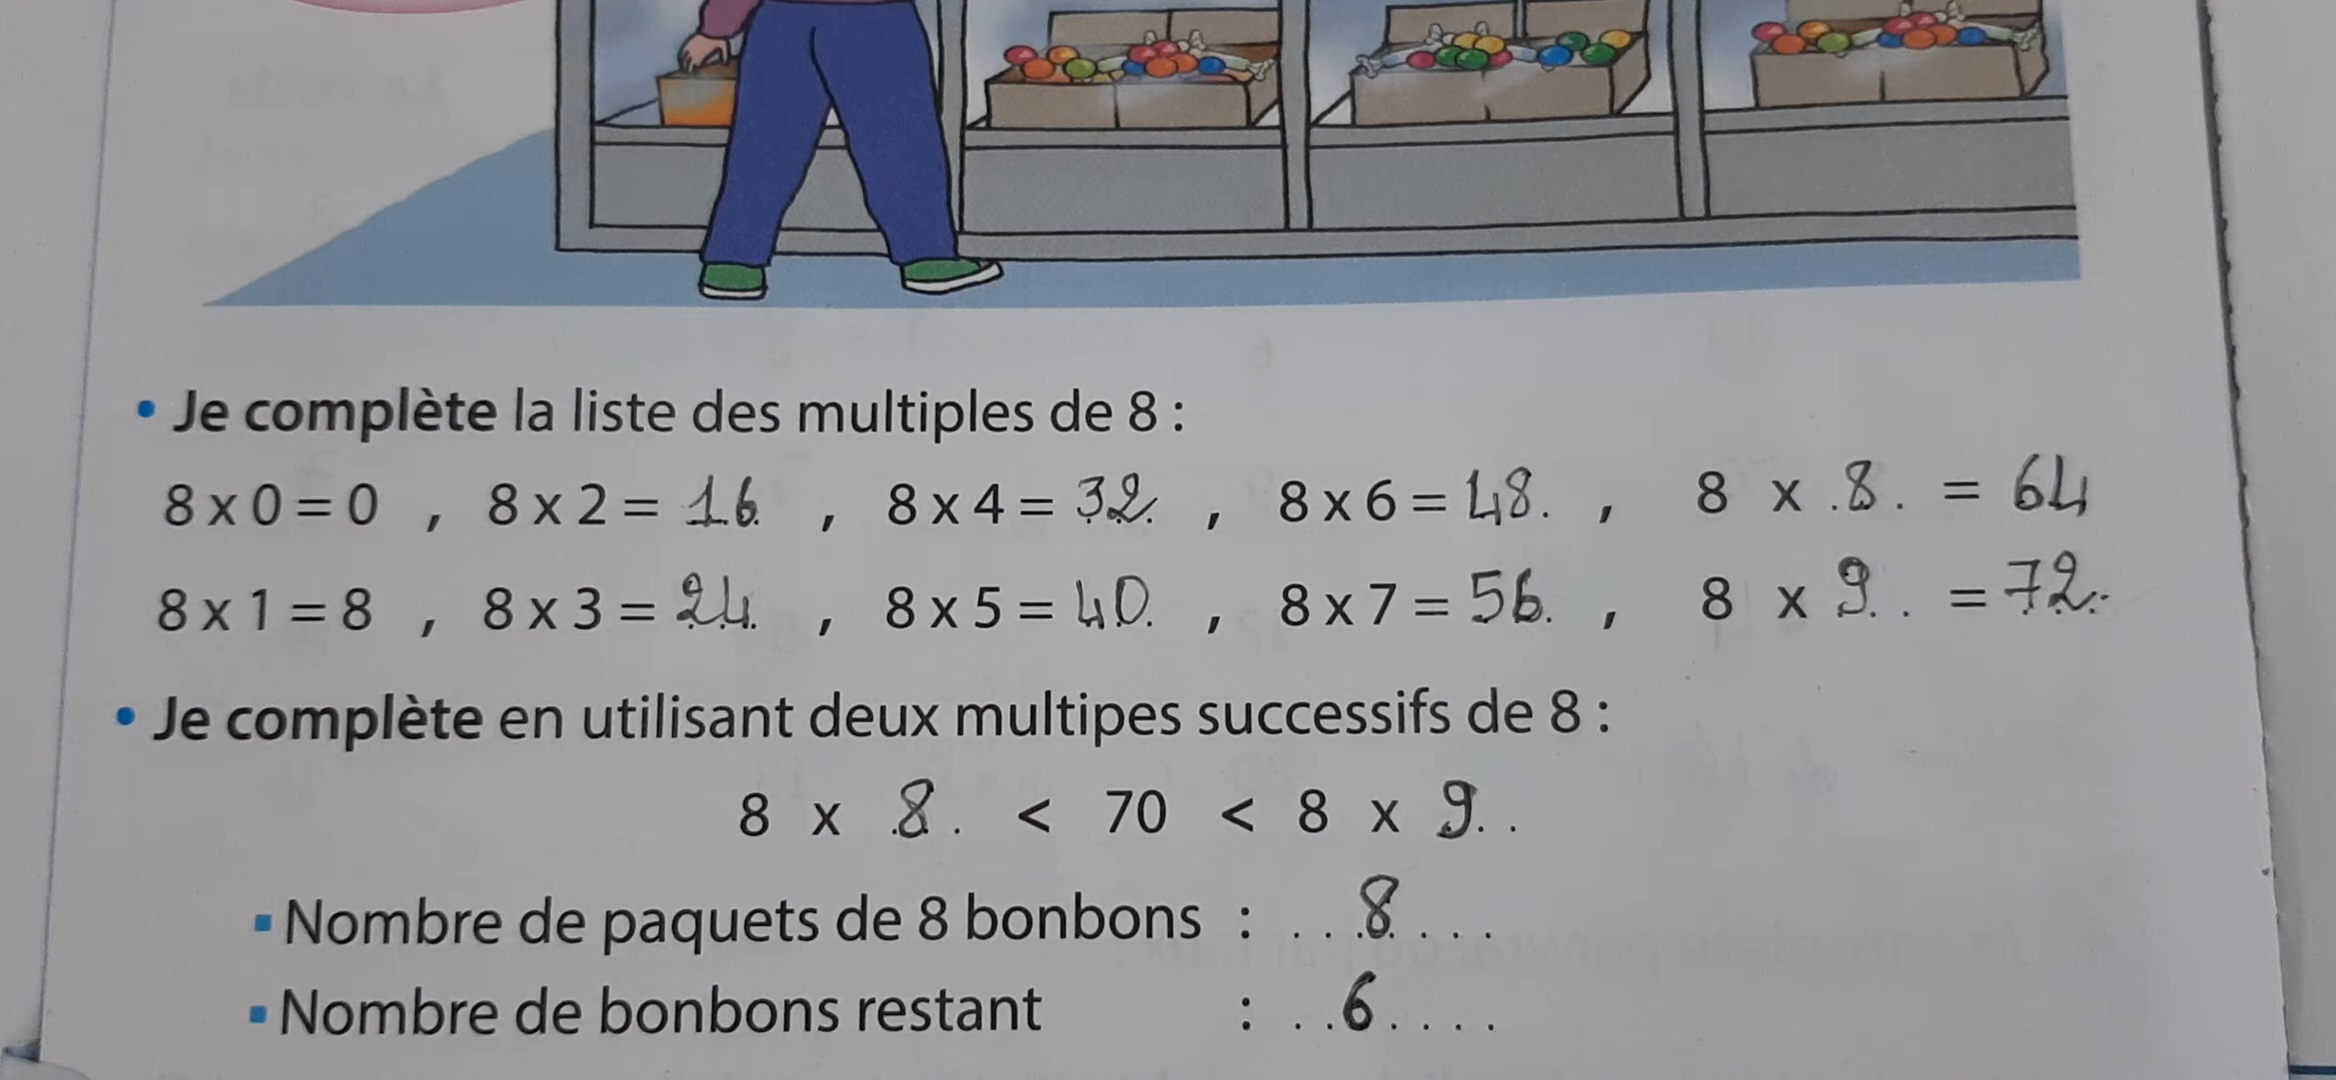 • Je complète la liste des multiples de 8 :
8 x 0 = 0 , 8 x 2 = 16 , 8 x 4 = 32 , 8 x 6 = 48 , 8 x 8 = 64
8 x 1 = 8 , 8 x 3 = 24 , 8 x 5 = 40 , 8 x 7 = 56 , 8 x 9 = 72
• Je complète en utilisant deux multipes successifs de 8 :
8 x 8 < 70 < 8 x 9
▪ Nombre de paquets de 8 bonbons : 8
▪ Nombre de bonbons restant : 6